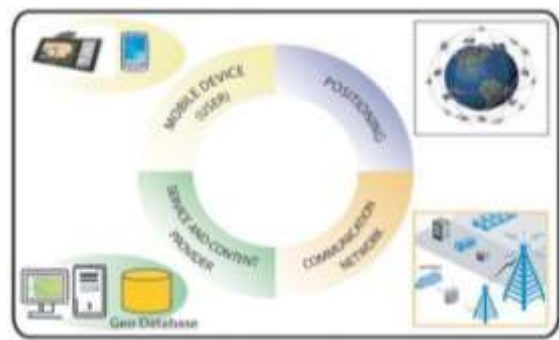 MOBILE DEVICE
(USER)
POSITIONING
SERVICE AND CONTENT
PROVIDER
COMMUNICATION
NETWORK
Geo Database